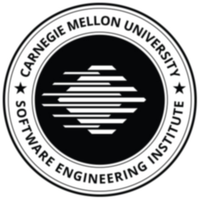 CARNEGIE MELLON UNIVERSITY
SOFTWARE ENGINEERING INSTITUTE